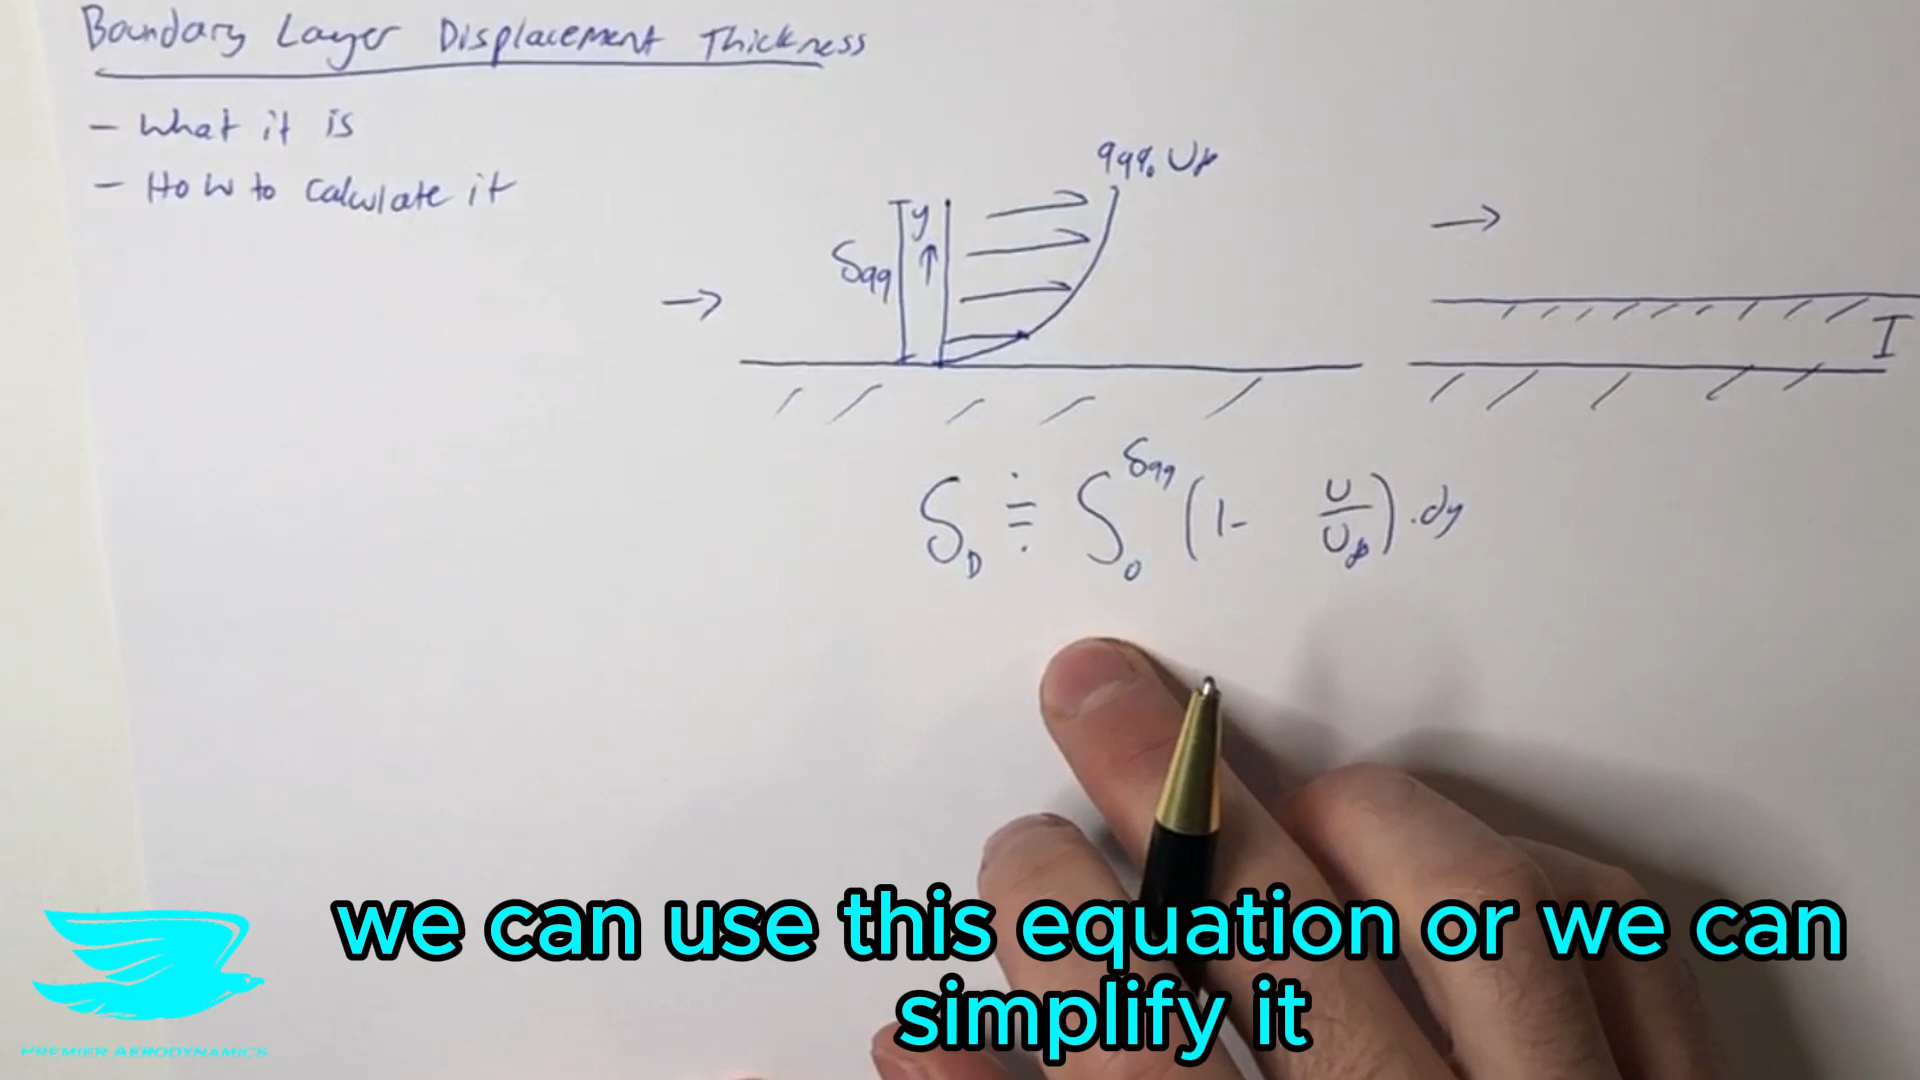 Boundary Layer Displacement Thickness
- What it is
- How to calculate it
99% U∞
y
δ99
I
δD ≑ ∫0^δ99 (1 - U/U∞) .dy
we can use this equation or we can
simplify it
PREMIER AERODYNAMICS